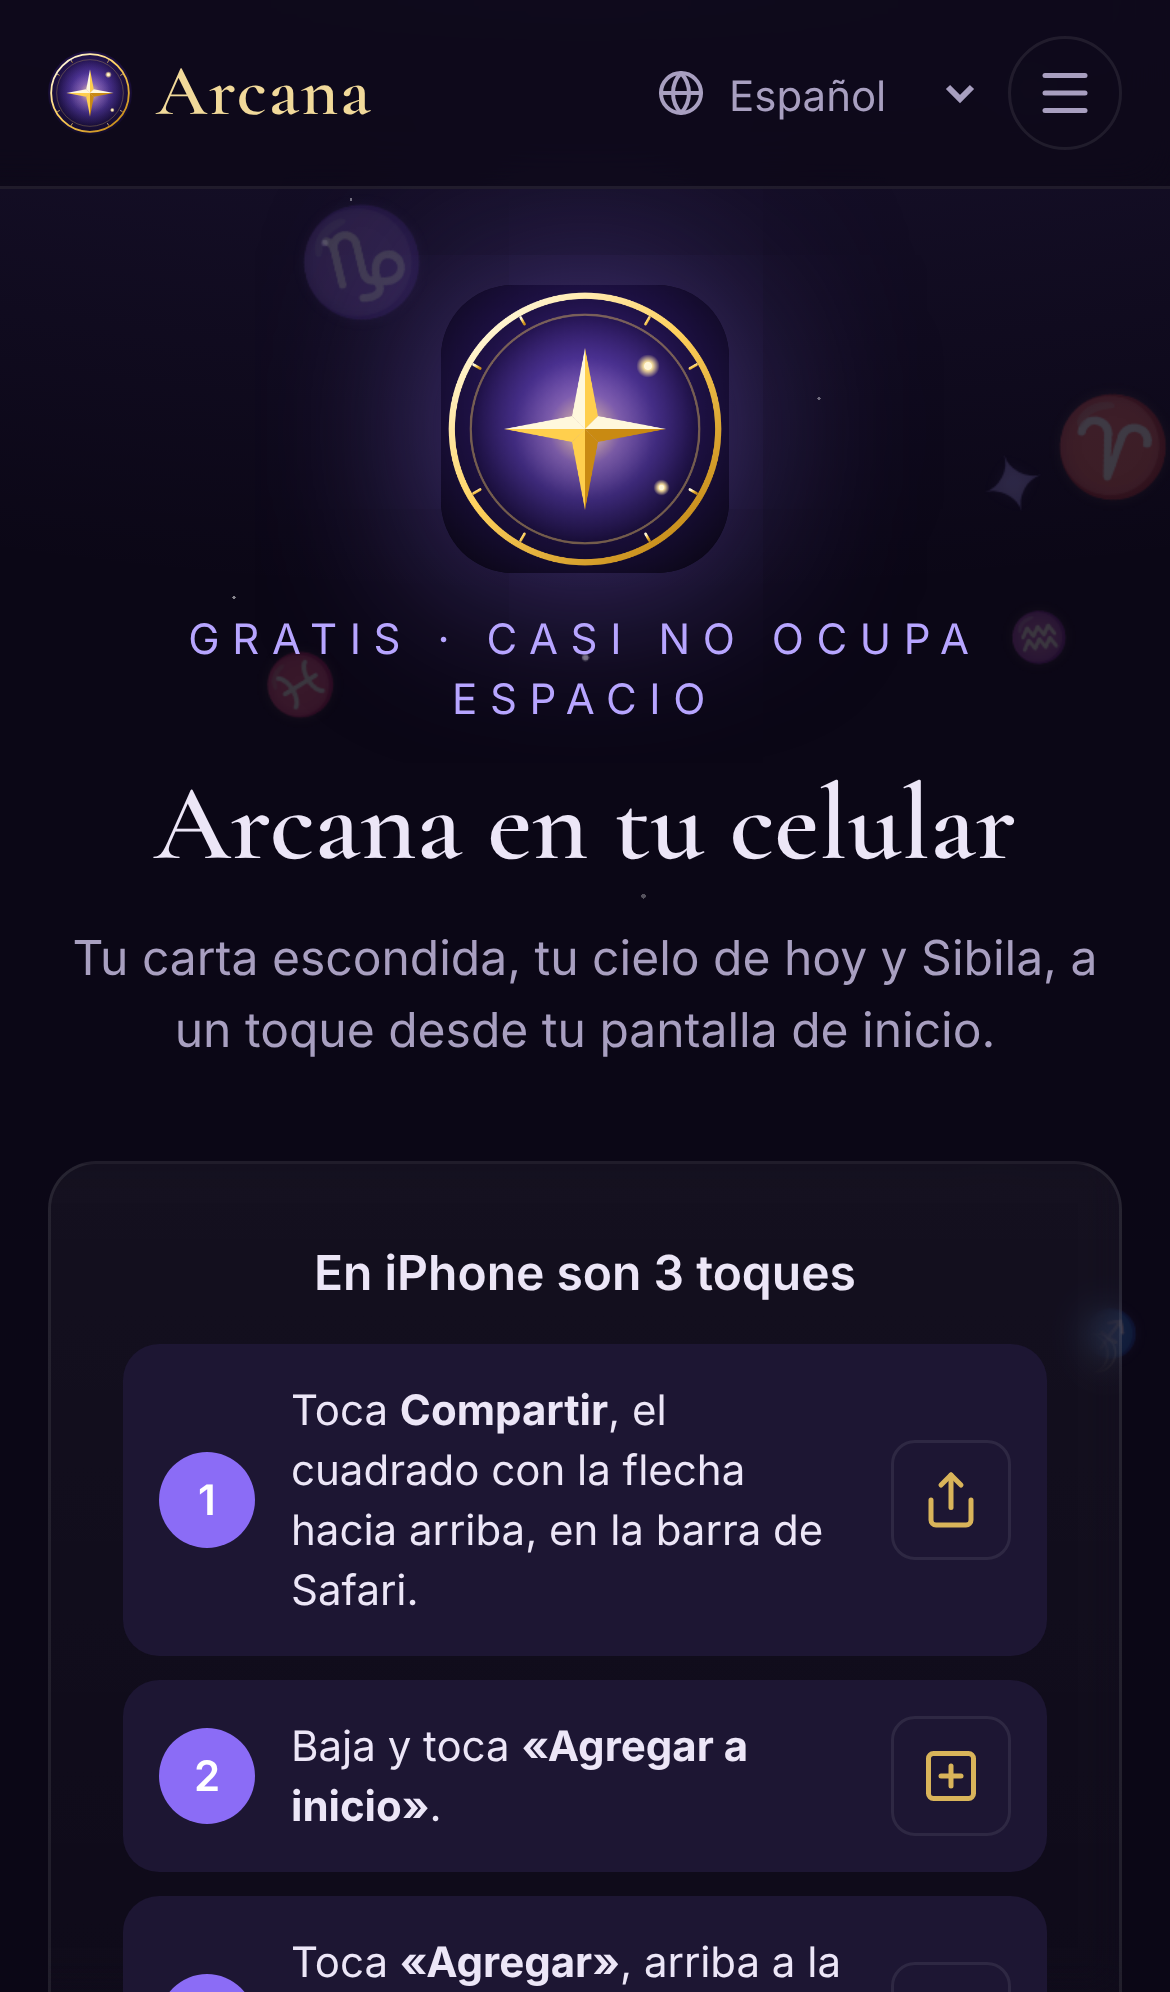 Arcana
Español
GRATIS · CASI NO OCUPA
ESPACIO
Arcana en tu celular
Tu carta escondida, tu cielo de hoy y Sibila, a
un toque desde tu pantalla de inicio.
En iPhone son 3 toques
1
Toca Compartir, el
cuadrado con la flecha
hacia arriba, en la barra de
Safari.
2
Baja y toca «Agregar a
inicio».
Toca «Agregar», arriba a la